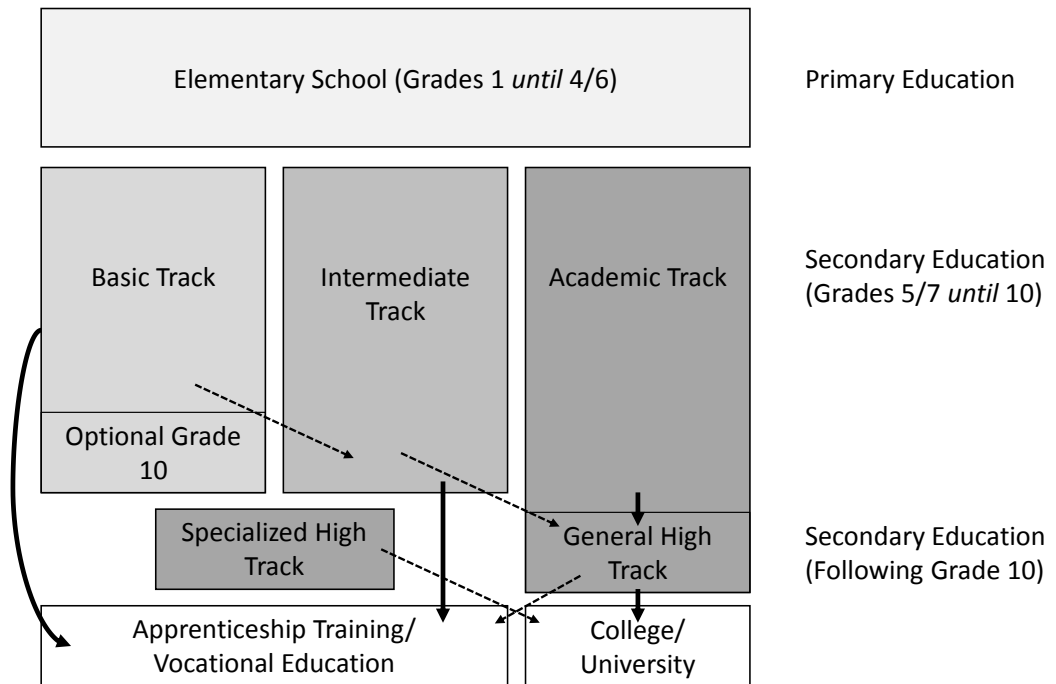 Elementary School (Grades 1 until 4/6)
Primary Education
Basic Track
Intermediate
Track
Academic Track
Secondary Education
(Grades 5/7 until 10)
Optional Grade
10
Specialized High
Track
General High
Track
Secondary Education
(Following Grade 10)
Apprenticeship Training/
Vocational Education
College/
University